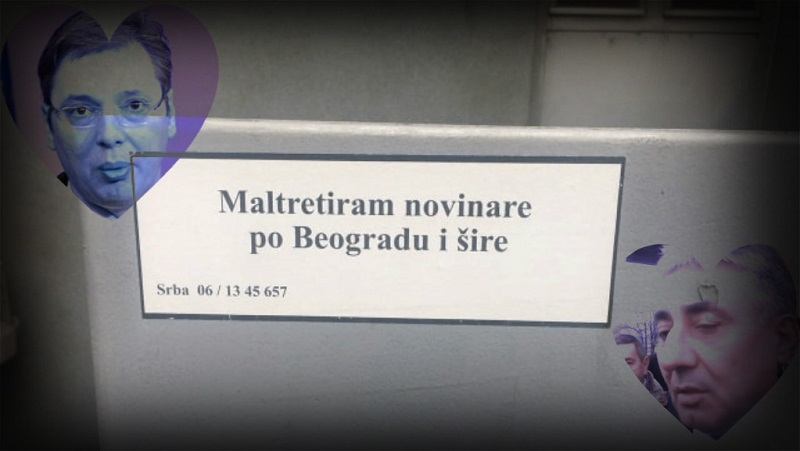 Maltretiram novinare
po Beogradu i šire
Srba 06 / 13 45 657